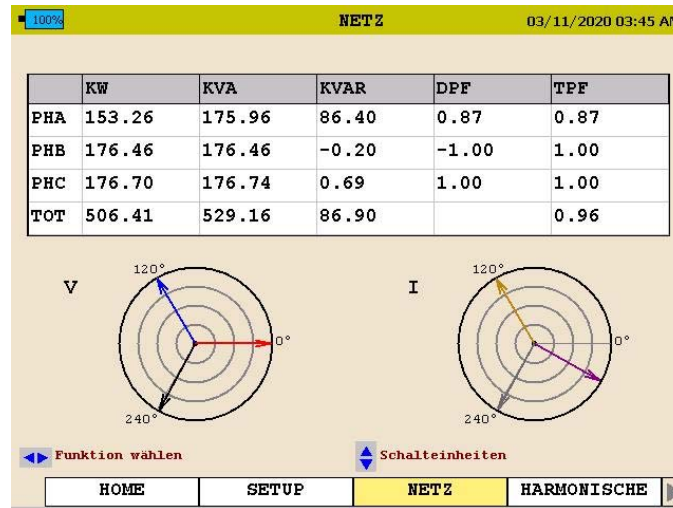 100% NETZ 03/11/2020 03:45 AM
KW KVA KVAR DPF TPF
PHA 153.26 175.96 86.40 0.87 0.87
PHB 176.46 176.46 -0.20 -1.00 1.00
PHC 176.70 176.74 0.69 1.00 1.00
TOT 506.41 529.16 86.90 0.96
120° 120°
V I
0° 0°
240° 240°
Funktion wählen Schalteinheiten
HOME SETUP NETZ HARMONISCHE